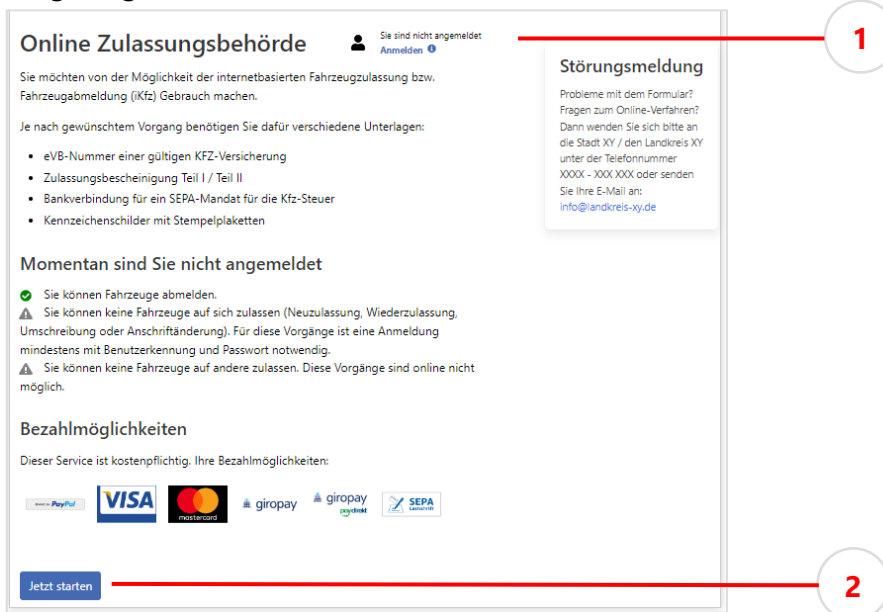 Online Zulassungsbehörde
Sie sind nicht angemeldet
Anmelden
1
Sie möchten von der Möglichkeit der internetbasierten Fahrzeugzulassung bzw.
Fahrzeugabmeldung (iKfz) Gebrauch machen.
Je nach gewünschtem Vorgang benötigen Sie dafür verschiedene Unterlagen:
• eVB-Nummer einer gültigen KFZ-Versicherung
• Zulassungsbescheinigung Teil I / Teil II
• Bankverbindung für ein SEPA-Mandat für die Kfz-Steuer
• Kennzeichenschilder mit Stempelplaketten
Störungsmeldung
Probleme mit dem Formular?
Fragen zum Online-Verfahren?
Dann wenden Sie sich bitte an
die Stadt XY / den Landkreis XY
unter der Telefonnummer
XXXX - XXX XXX oder senden
Sie Ihre E-Mail an:
info@landkreis-xy.de
Momentan sind Sie nicht angemeldet
Sie können Fahrzeuge abmelden.
Sie können keine Fahrzeuge auf sich zulassen (Neuzulassung, Wiederzulassung,
Umschreibung oder Anschriftänderung). Für diese Vorgänge ist eine Anmeldung
mindestens mit Benutzerkennung und Passwort notwendig.
Sie können keine Fahrzeuge auf andere zulassen. Diese Vorgänge sind online nicht
möglich.
Bezahlmöglichkeiten
Dieser Service ist kostenpflichtig. Ihre Bezahlmöglichkeiten:
PayPal
VISA
mastercard
giropay
giropay
paydirekt
SEPA
Lastschrift
Jetzt starten
2